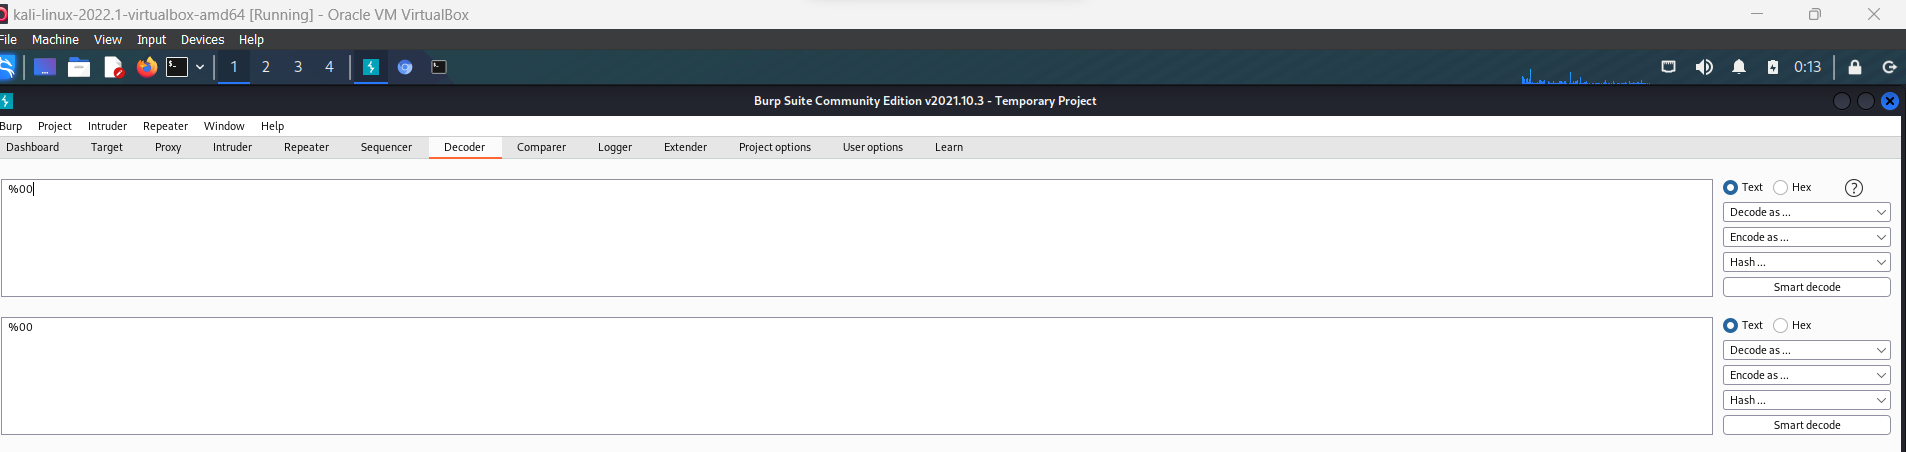 kali-linux-2022.1-virtualbox-amd64 [Running] - Oracle VM VirtualBox
File Machine View Input Devices Help
1 2 3 4 0:13
Burp Suite Community Edition v2021.10.3 - Temporary Project
Burp Project Intruder Repeater Window Help
Dashboard Target Proxy Intruder Repeater Sequencer Decoder Comparer Logger Extender Project options User options Learn
%00 Text Hex ?
Decode as ...
Encode as ...
Hash ...
Smart decode
%00 Text Hex
Decode as ...
Encode as ...
Hash ...
Smart decode